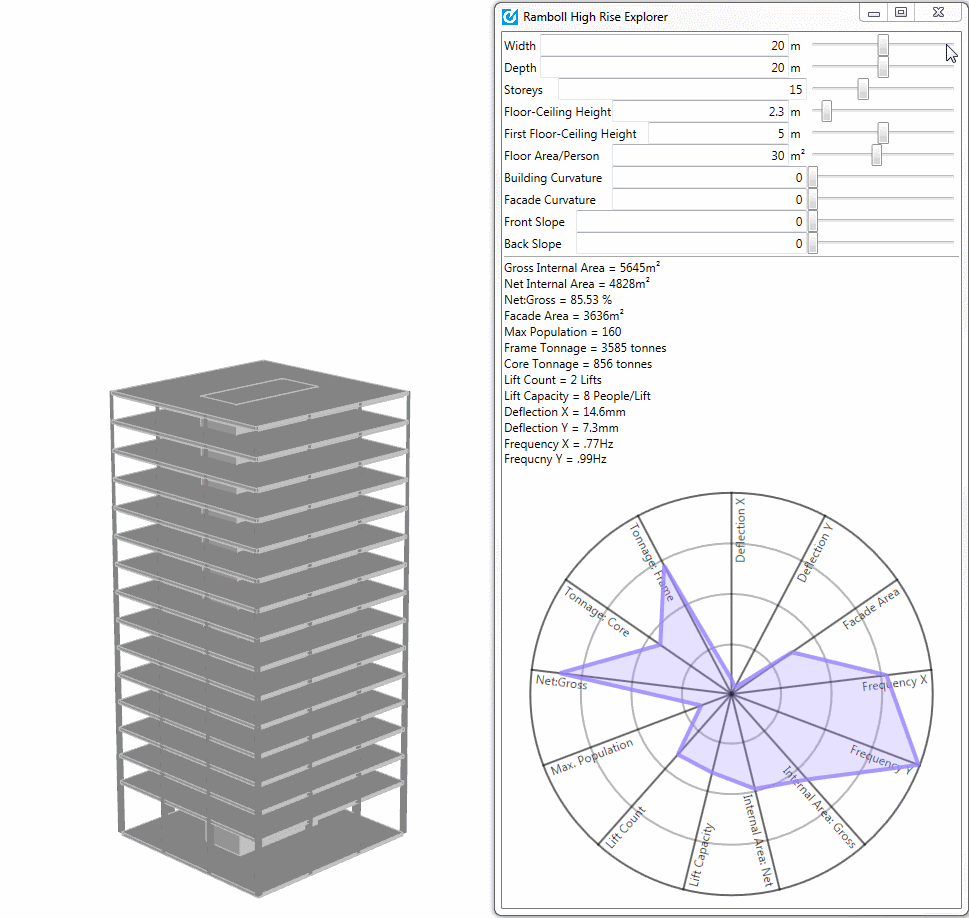 Ramboll High Rise Explorer
Width 20 m
Depth 20 m
Storeys 15
Floor-Ceiling Height 2.3 m
First Floor-Ceiling Height 5 m
Floor Area/Person 30 m²
Building Curvature 0
Facade Curvature 0
Front Slope 0
Back Slope 0
Gross Internal Area = 5645m²
Net Internal Area = 4828m²
Net:Gross = 85.53 %
Facade Area = 3636m²
Max Population = 160
Frame Tonnage = 3585 tonnes
Core Tonnage = 856 tonnes
Lift Count = 2 Lifts
Lift Capacity = 8 People/Lift
Deflection X = 14.6mm
Deflection Y = 7.3mm
Frequency X = .77Hz
Frequcny Y = .99Hz
Deflection X
Deflection Y
Facade Area
Frequency X
Frequency Y
Internal Area: Gross
Internal Area: Net
Lift Capacity
Lift Count
Max. Population
Net:Gross
Tonnage: Core
Tonnage: Frame